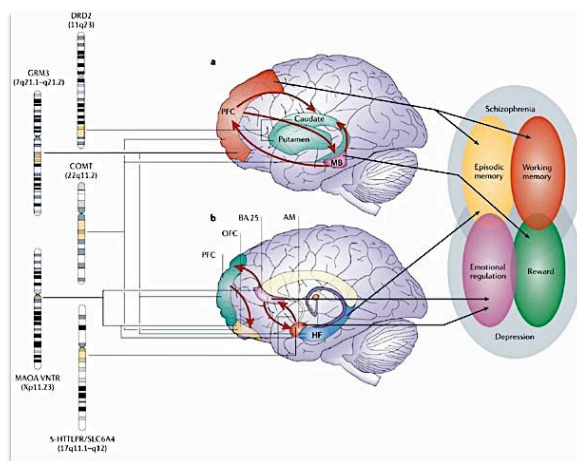 DRD2
(11q23)
GRM3
(7q21.1–q21.2)
COMT
(22q11.2)
MAOA VNTR
(Xp11.23)
5-HTTLPR/SLC6A4
(17q11.1–q12)
a
PFC
Caudate
Putamen
MB
b
BA 25
AM
OFC
PFC
HF
Schizophrenia
Episodic
memory
Working
memory
Emotional
regulation
Reward
Depression